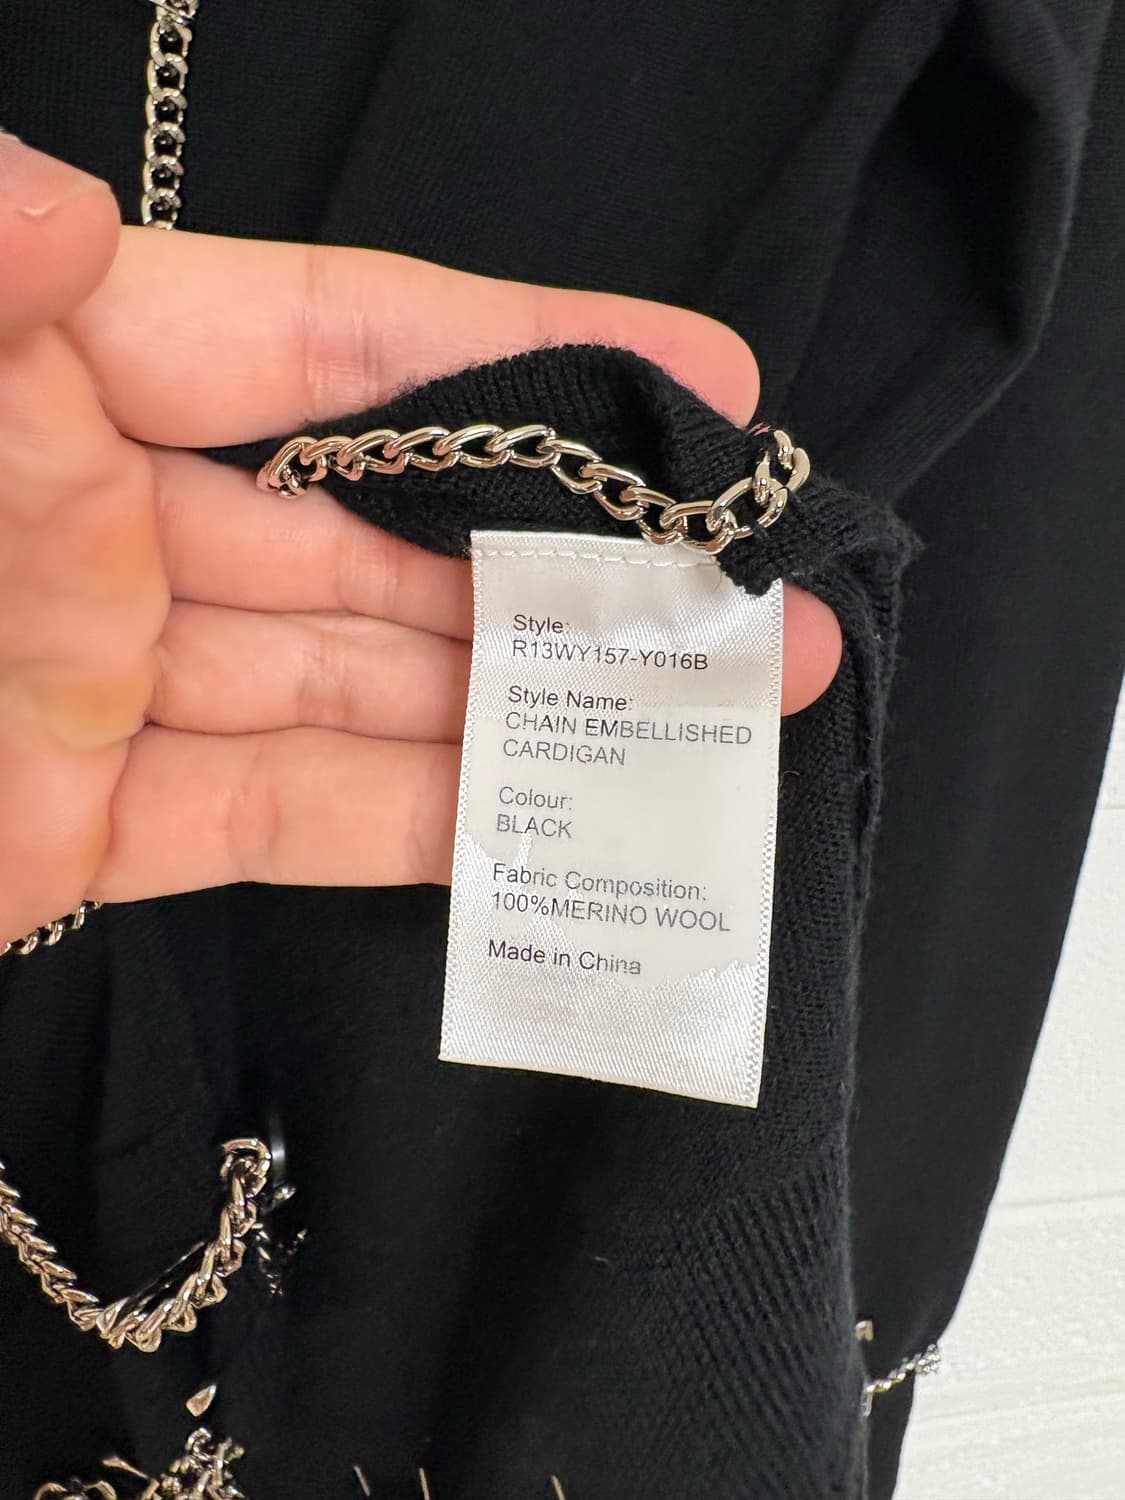 Style:
R13WY157-Y016B
Style Name:
CHAIN EMBELLISHED
CARDIGAN
Colour:
BLACK
Fabric Composition:
100%MERINO WOOL
Made in China